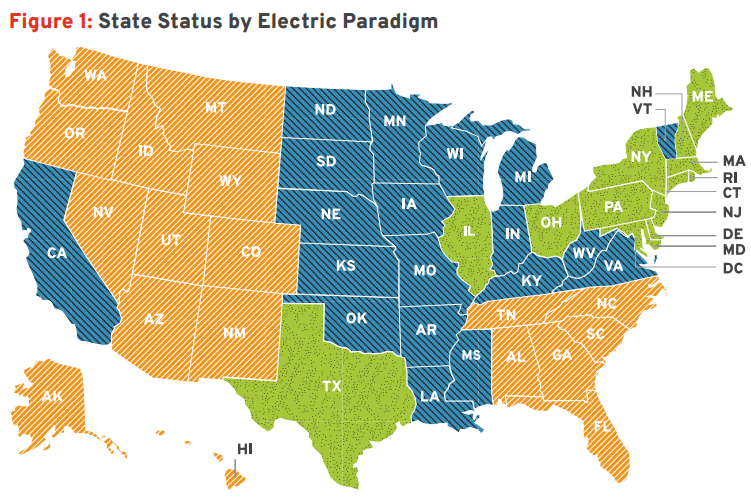 Figure 1: State Status by Electric Paradigm
WA
MT
ND
MN
NH
VT
ME
OR
ID
SD
WI
MI
NY
MA
RI
CT
WY
NV
UT
CO
NE
IA
IL
IN
OH
PA
NJ
DE
MD
DC
CA
KS
MO
WV
VA
KY
AZ
NM
OK
AR
TN
NC
SC
MS
AL
GA
TX
LA
FL
AK
HI